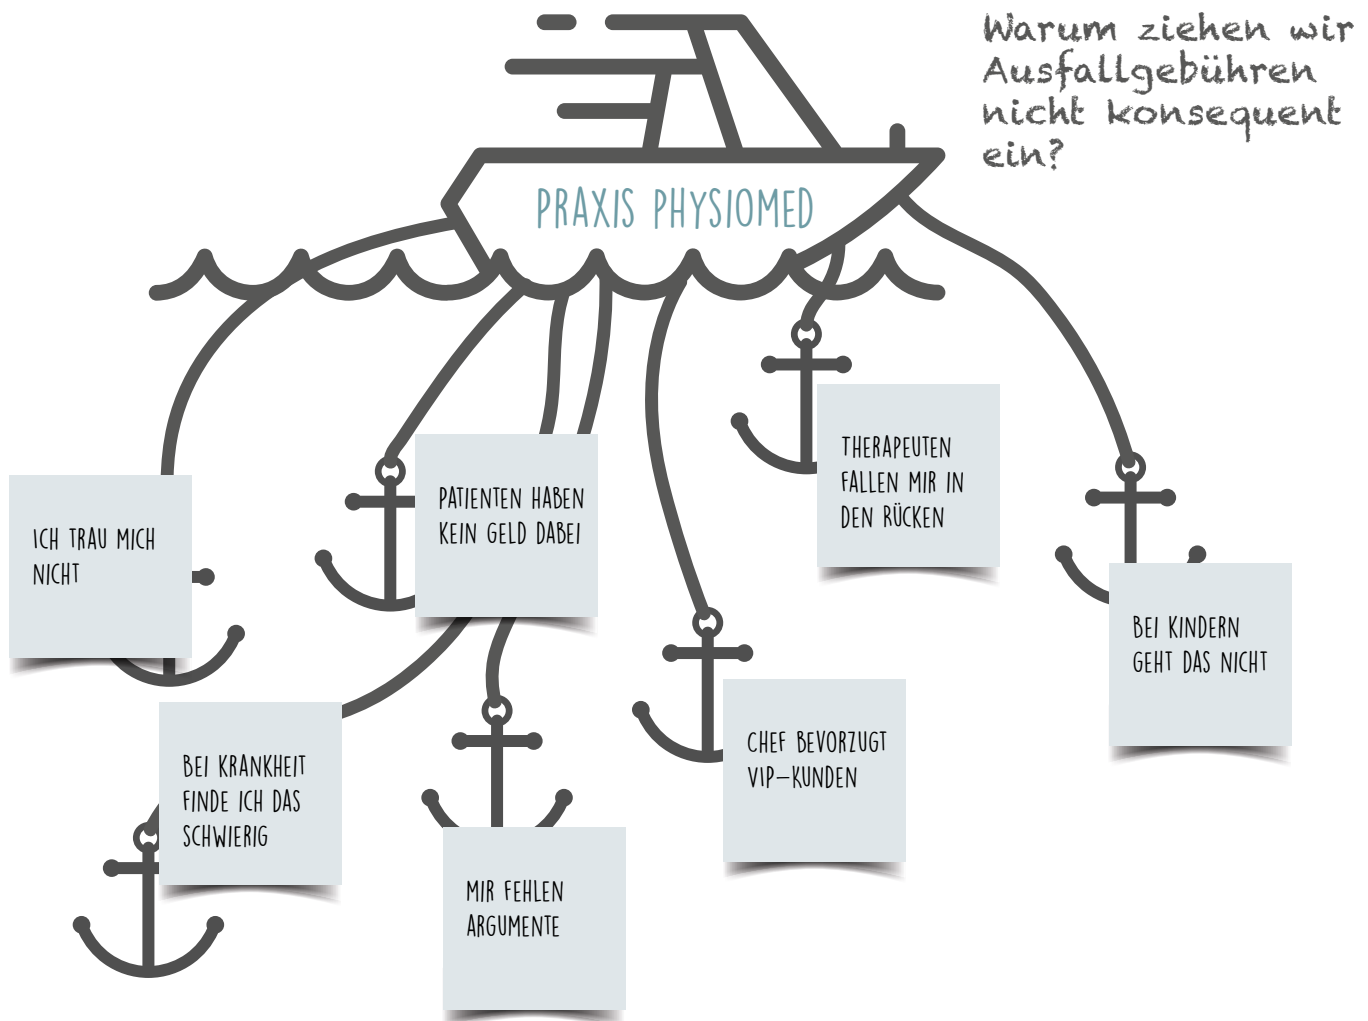 Warum ziehen wir
Ausfallgebühren
nicht konsequent
ein?
PRAXIS PHYSIOMED
ICH TRAU MICH
NICHT
PATIENTEN HABEN
KEIN GELD DABEI
THERAPEUTEN
FALLEN MIR IN
DEN RÜCKEN
BEI KINDERN
GEHT DAS NICHT
BEI KRANKHEIT
FINDE ICH DAS
SCHWIERIG
MIR FEHLEN
ARGUMENTE
CHEF BEVORZUGT
VIP-KUNDEN